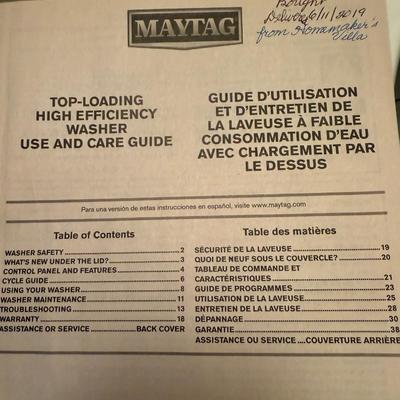 MAYTAG
Bought
Delivered 6/11/2019
from Homemaker's
Villa
TOP-LOADING
HIGH EFFICIENCY
WASHER
USE AND CARE GUIDE
GUIDE D'UTILISATION
ET D'ENTRETIEN DE
LA LAVEUSE À FAIBLE
CONSOMMATION D'EAU
AVEC CHARGEMENT PAR
LE DESSUS
Para una versión de estas instrucciones en español, visite www.maytag.com
Table of Contents
WASHER SAFETY 2
WHAT'S NEW UNDER THE LID? 3
CONTROL PANEL AND FEATURES 4
CYCLE GUIDE 6
USING YOUR WASHER 8
WASHER MAINTENANCE 11
TROUBLESHOOTING 13
WARRANTY 18
ASSISTANCE OR SERVICE BACK COVER
Table des matières
SÉCURITÉ DE LA LAVEUSE 19
QUOI DE NEUF SOUS LE COUVERCLE? 20
TABLEAU DE COMMANDE ET
CARACTÉRISTIQUES 21
GUIDE DE PROGRAMMES 23
UTILISATION DE LA LAVEUSE 25
ENTRETIEN DE LA LAVEUSE 28
DÉPANNAGE 30
GARANTIE 38
ASSISTANCE OU SERVICE COUVERTURE ARRIÈRE